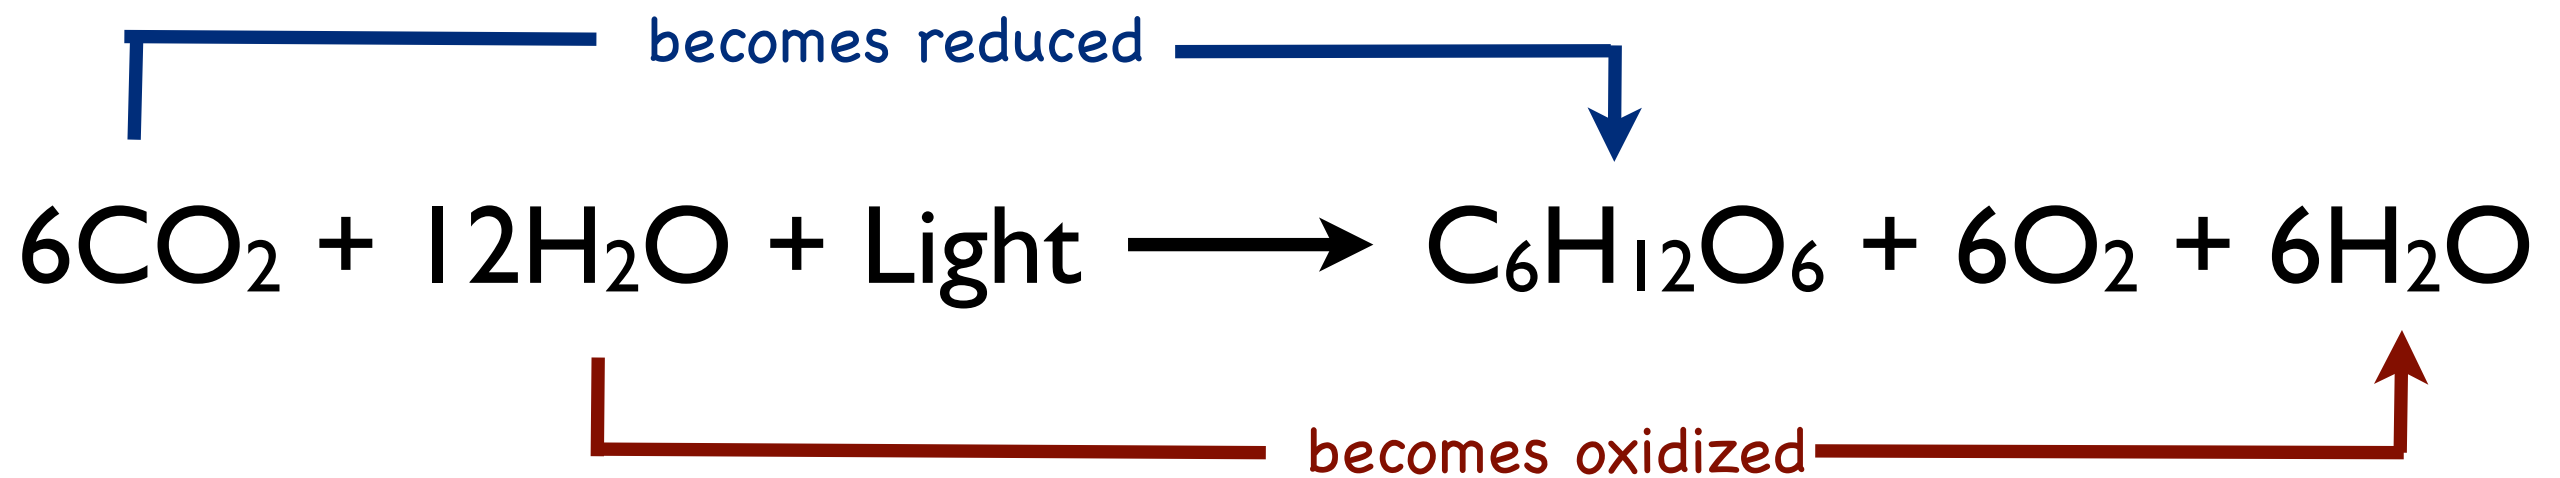 becomes reduced
6CO₂ + 12H₂O + Light ⟶ C₆H₁₂O₆ + 6O₂ + 6H₂O
becomes oxidized